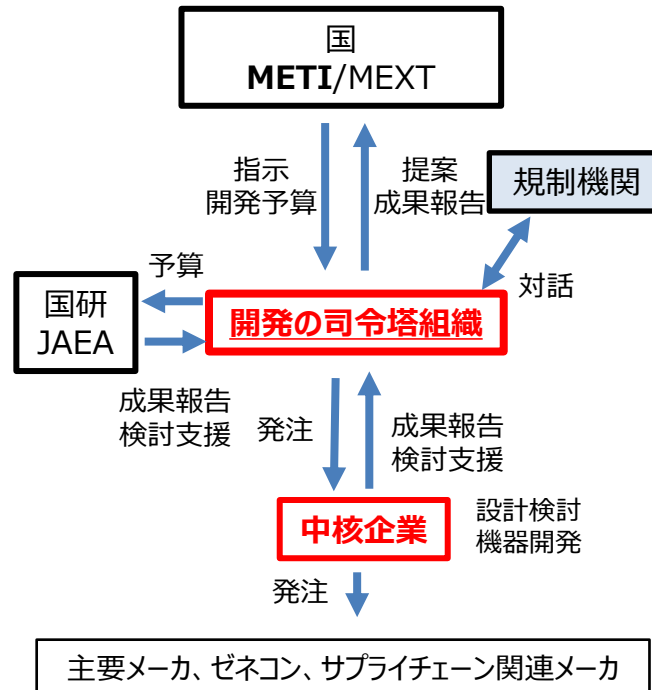 国
METI/MEXT
指示
開発予算
提案
成果報告
規制機関
対話
予算
国研
JAEA
開発の司令塔組織
成果報告
検討支援
発注
成果報告
検討支援
中核企業
設計検討
機器開発
発注
主要メーカ、ゼネコン、サプライチェーン関連メーカ